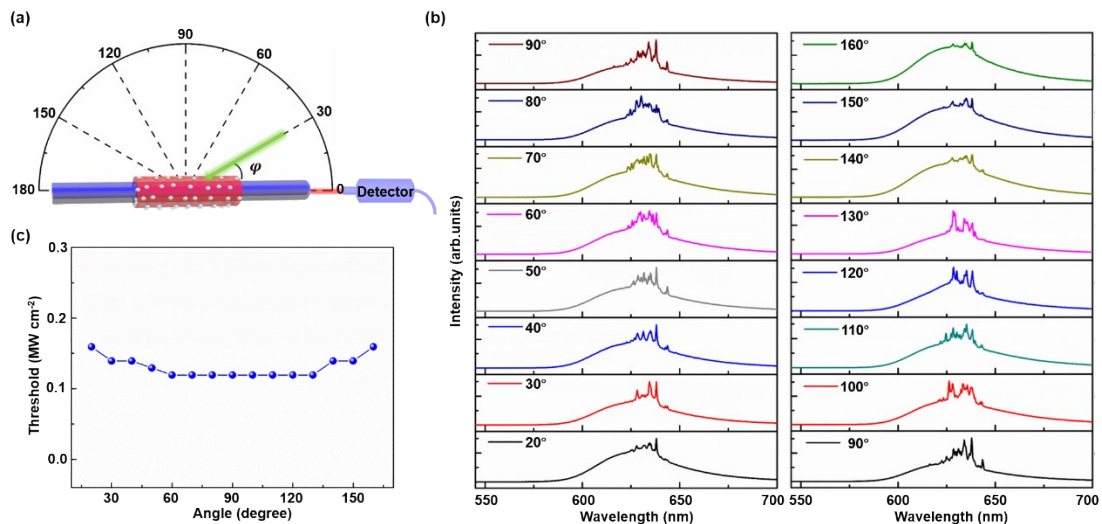 (a)
90
120
60
150
30
φ
180
0
Detector
(b)
90°
80°
70°
60°
50°
40°
30°
20°
160°
150°
140°
130°
120°
110°
100°
90°
Intensity (arb.units)
550 600 650 700
550 600 650 700
Wavelength (nm)
Wavelength (nm)
(c)
0.3
0.2
0.1
0.0
Threshold (MW cm⁻²)
30 60 90 120 150
Angle (degree)